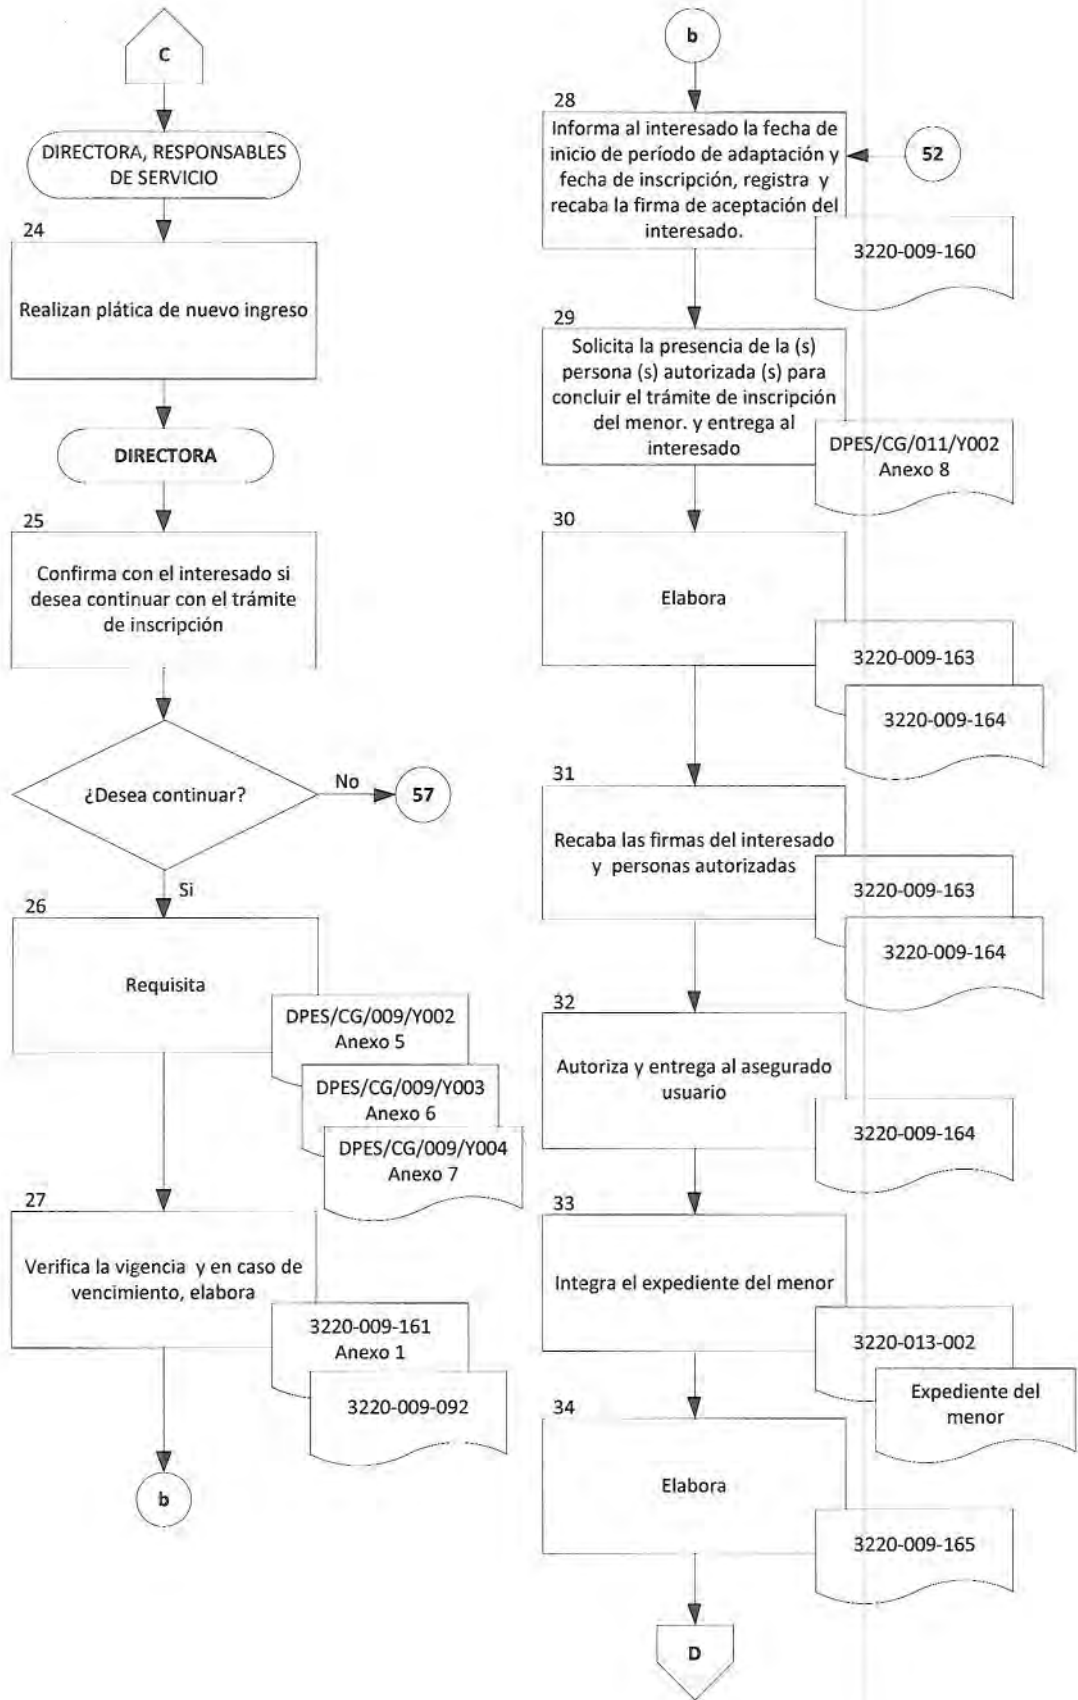 C
DIRECTORA, RESPONSABLES
DE SERVICIO
24
Realizan plática de nuevo ingreso
DIRECTORA
25
Confirma con el interesado si
desea continuar con el trámite
de inscripción
¿Desea continuar?
No
57
Si
26
Requisita
DPES/CG/009/Y002
Anexo 5
DPES/CG/009/Y003
Anexo 6
DPES/CG/009/Y004
Anexo 7
27
Verifica la vigencia y en caso de
vencimiento, elabora
3220-009-161
Anexo 1
3220-009-092
b
b
28
Informa al interesado la fecha de
inicio de período de adaptación y
fecha de inscripción, registra y
recaba la firma de aceptación del
interesado.
52
3220-009-160
29
Solicita la presencia de la (s)
persona (s) autorizada (s) para
concluir el trámite de inscripción
del menor. y entrega al
interesado
DPES/CG/011/Y002
Anexo 8
30
Elabora
3220-009-163
3220-009-164
31
Recaba las firmas del interesado
y personas autorizadas
3220-009-163
3220-009-164
32
Autoriza y entrega al asegurado
usuario
3220-009-164
33
Integra el expediente del menor
3220-013-002
Expediente del
menor
34
Elabora
3220-009-165
D